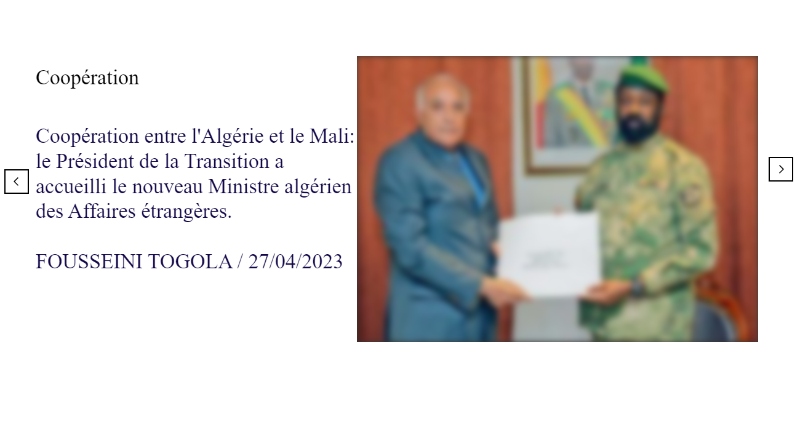 Coopération
Coopération entre l'Algérie et le Mali:
le Président de la Transition a
accueilli le nouveau Ministre algérien
des Affaires étrangères.
FOUSSEINI TOGOLA / 27/04/2023